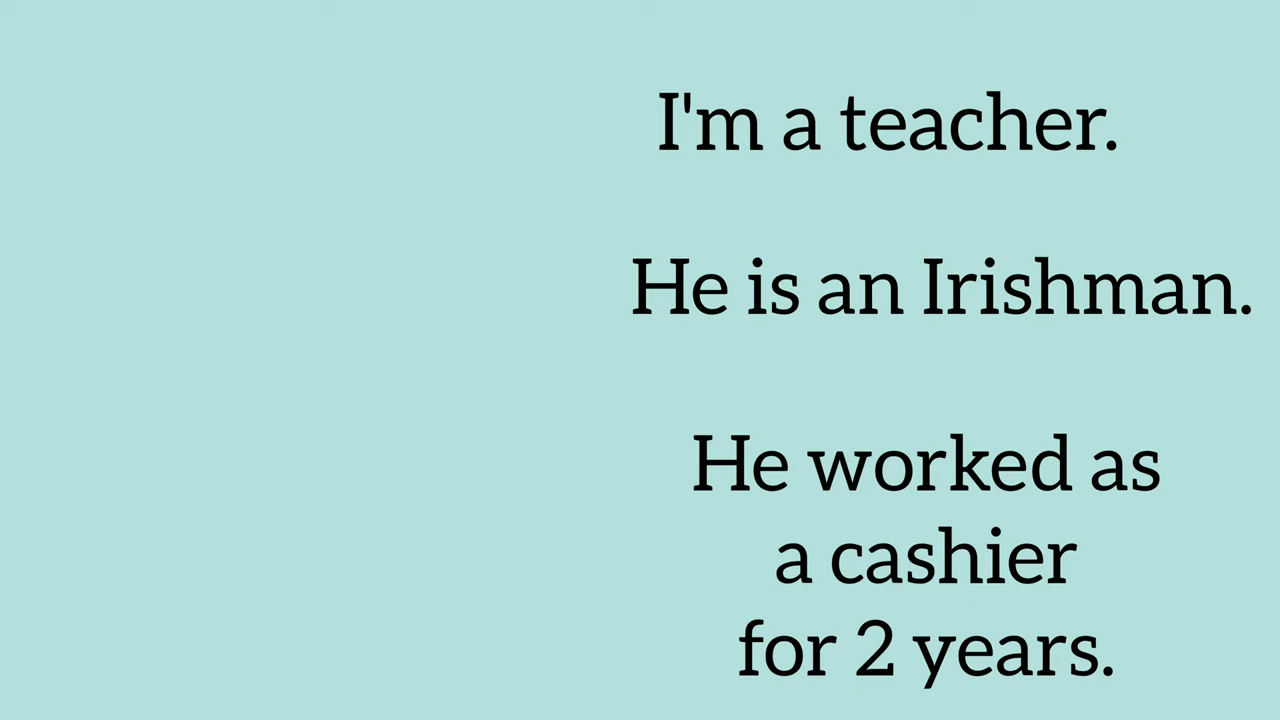 I'm a teacher.
He is an Irishman.
He worked as
a cashier
for 2 years.